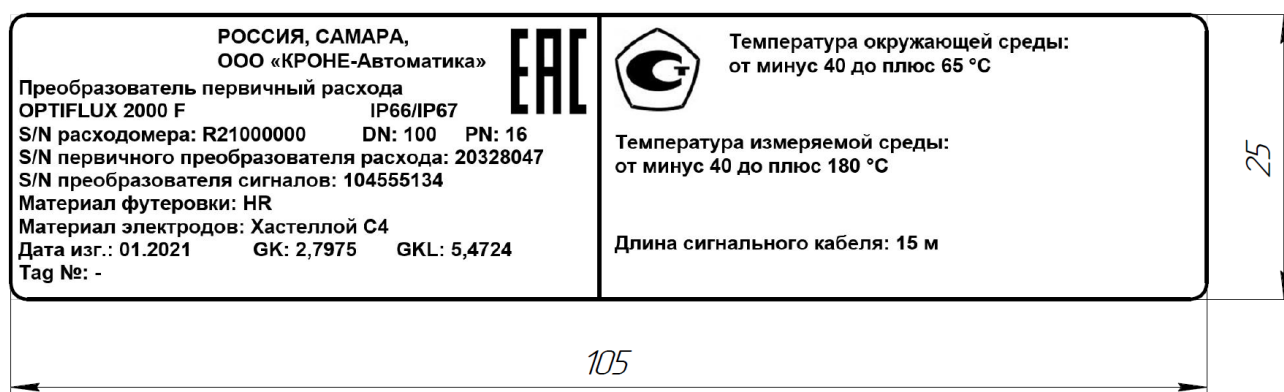 РОССИЯ, САМАРА,
ООО «КРОНЕ-Автоматика»
EAC
Преобразователь первичный расхода
OPTIFLUX 2000 F IP66/IP67
S/N расходомера: R21000000 DN: 100 PN: 16
S/N первичного преобразователя расхода: 20328047
S/N преобразователя сигналов: 104555134
Материал футеровки: HR
Материал электродов: Хастеллой С4
Дата изг.: 01.2021 GK: 2,7975 GKL: 5,4724
Tag №: -
Температура окружающей среды:
от минус 40 до плюс 65 °C
Температура измеряемой среды:
от минус 40 до плюс 180 °C
Длина сигнального кабеля: 15 м
25
105